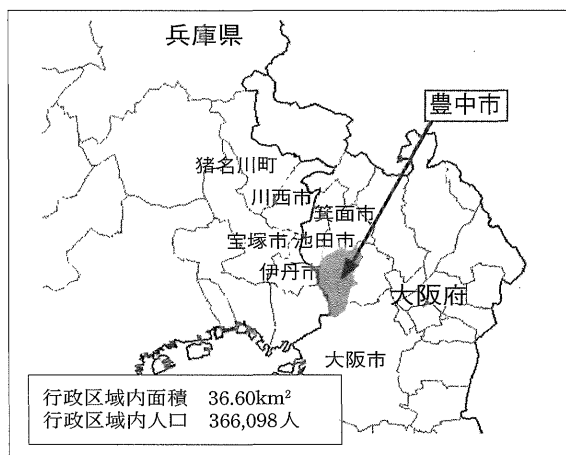 兵庫県
豊中市
猪名川町
川西市
箕面市
宝塚市 池田市
伊丹市
大阪府
大阪市
行政区域内面積 36.60km²
行政区域内人口 366,098人